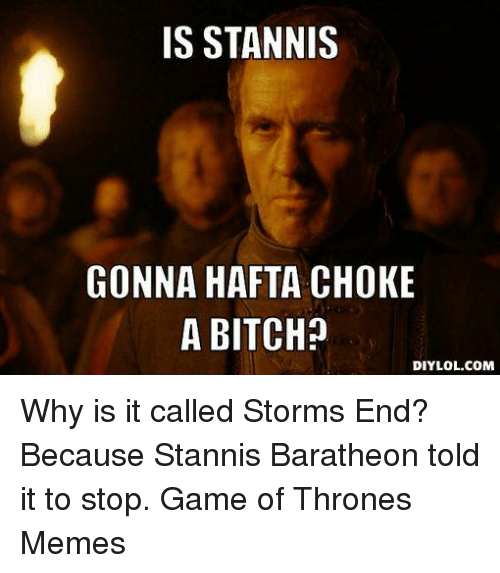 IS STANNIS
GONNA HAFTA CHOKE
A BITCH?
DIYLOL.COM
Why is it called Storms End?
Because Stannis Baratheon told
it to stop. Game of Thrones
Memes